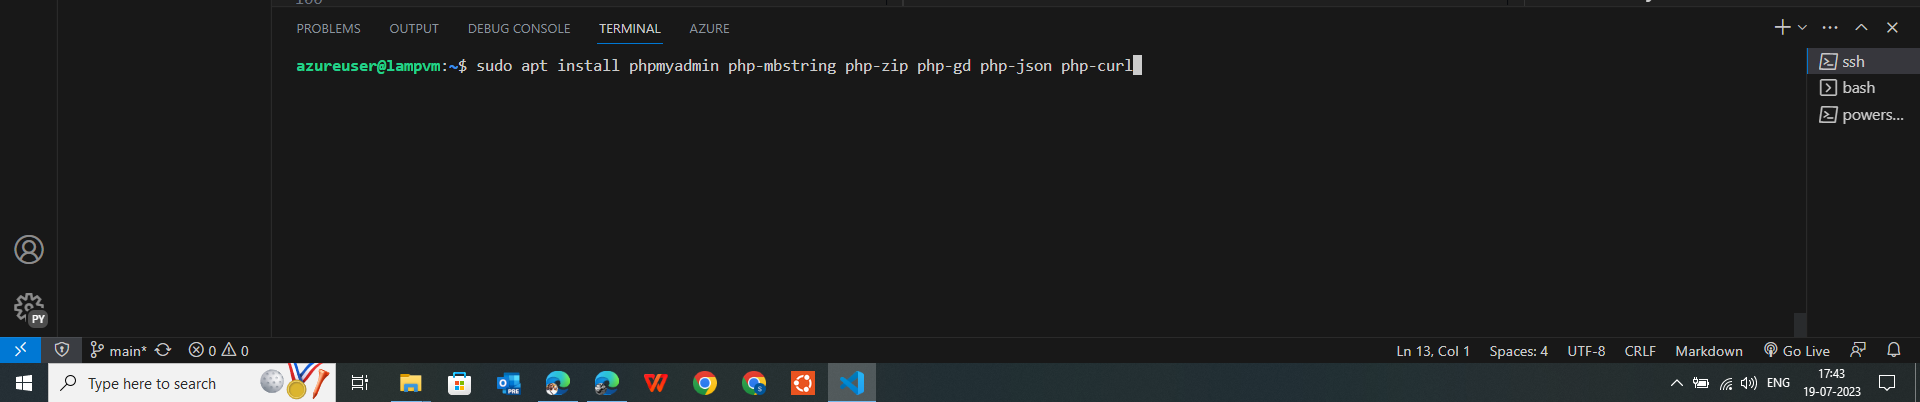 PROBLEMS OUTPUT DEBUG CONSOLE TERMINAL AZURE
azureuser@lampvm:~$ sudo apt install phpmyadmin php-mbstring php-zip php-gd php-json php-curl
ssh
bash
powers...
PY
main* 0 0 Ln 13, Col 1 Spaces: 4 UTF-8 CRLF Markdown Go Live
Type here to search
PRE
S
ENG
17:43
19-07-2023